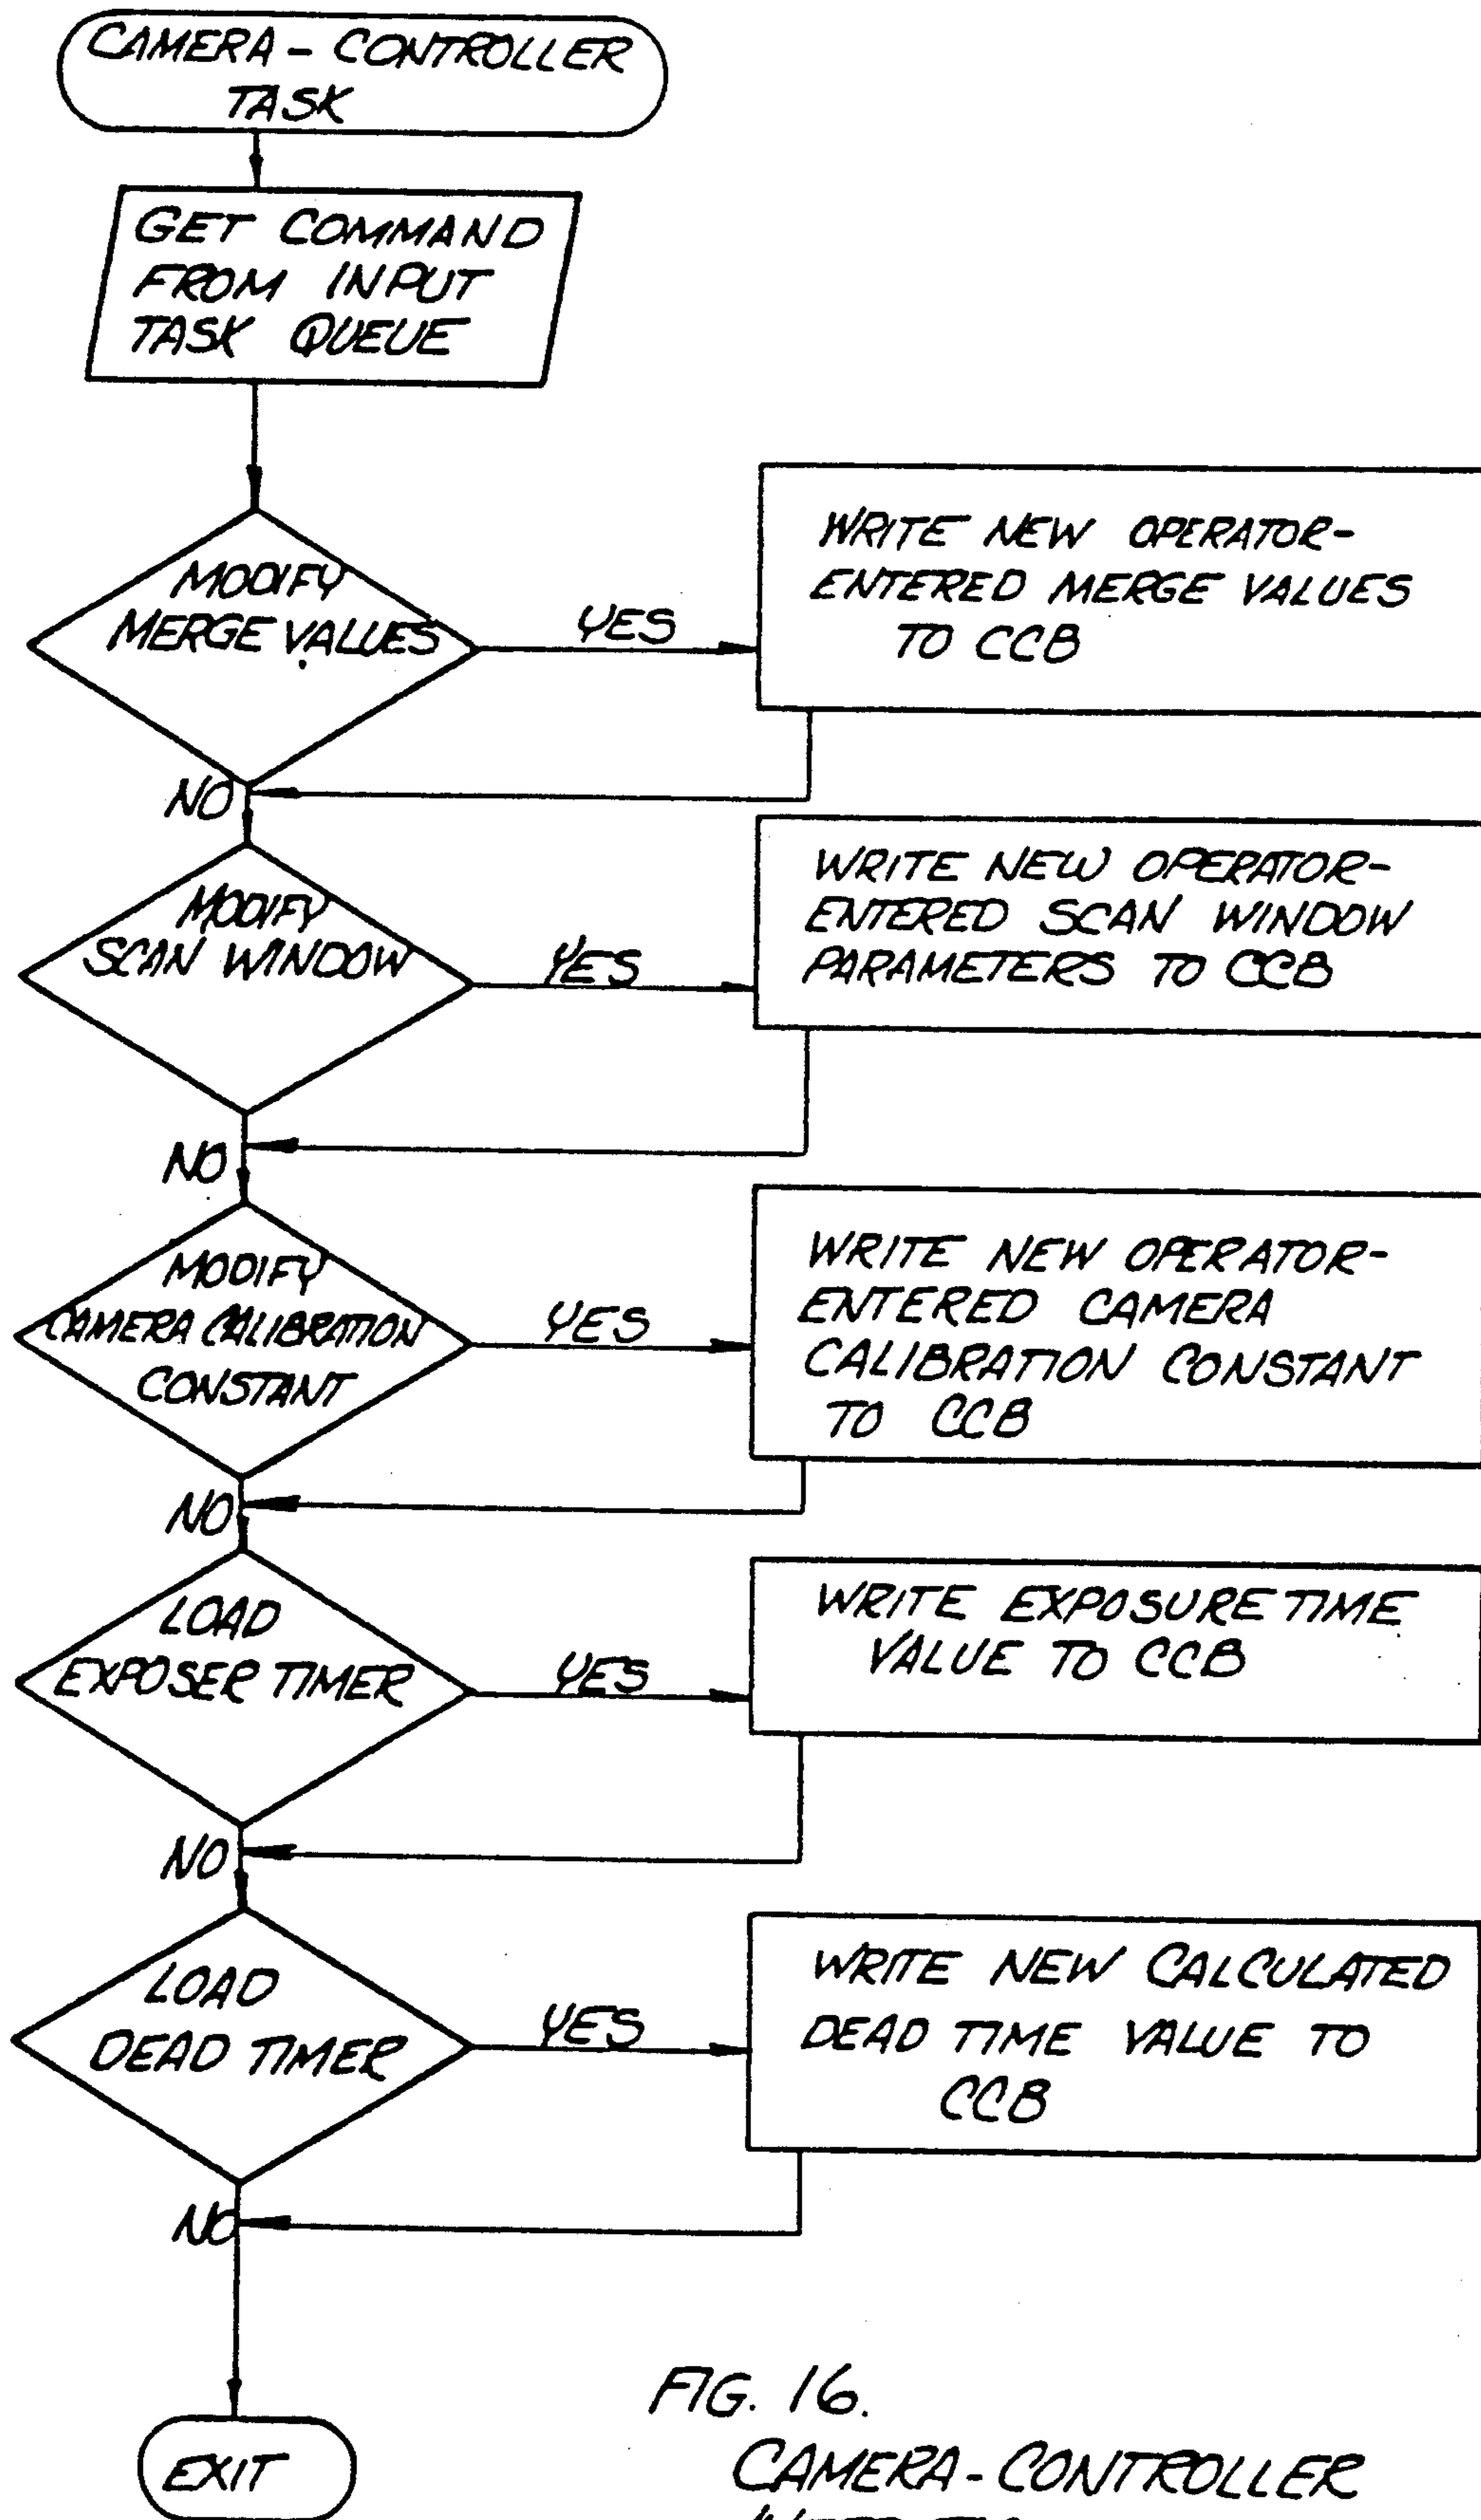 CAMERA - CONTROLLER
TASK
GET COMMAND
FROM INPUT
TASK QUEUE
MODIFY
MERGE VALUES
YES
WRITE NEW OPERATOR-
ENTERED MERGE VALUES
TO CCB
NO
MODIFY
SCAN WINDOW
YES
WRITE NEW OPERATOR-
ENTERED SCAN WINDOW
PARAMETERS TO CCB
NO
MODIFY
CAMERA CALIBRATION
CONSTANT
YES
WRITE NEW OPERATOR-
ENTERED CAMERA
CALIBRATION CONSTANT
TO CCB
NO
LOAD
EXPOSER TIMER
YES
WRITE EXPOSURE TIME
VALUE TO CCB
NO
LOAD
DEAD TIMER
YES
WRITE NEW CALCULATED
DEAD TIME VALUE TO
CCB
NO
EXIT
FIG. 16.
CAMERA - CONTROLLER